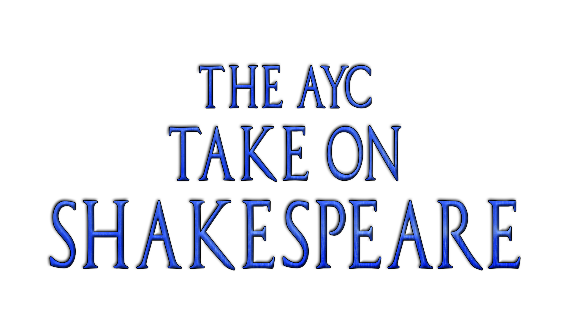 THE AYC
TAKE ON
SHAKESPEARE